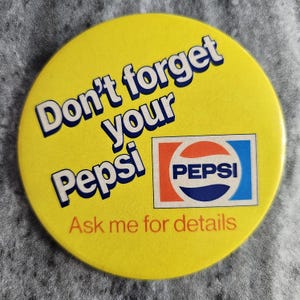 Don't forget
your
Pepsi
PEPSI
Ask me for details